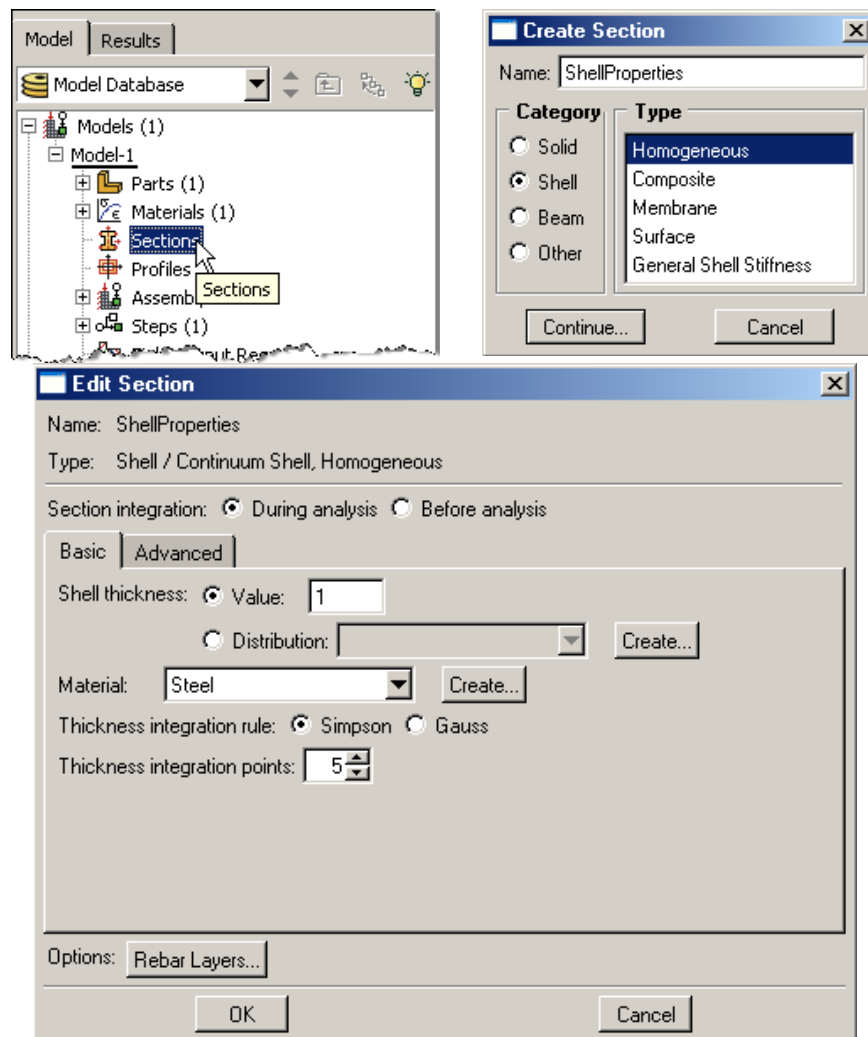 Model Results
Model Database
Models (1)
Model-1
Parts (1)
Materials (1)
Sections
Profiles
Sections
Assemb
Steps (1)
Create Section
Name: ShellProperties
Category Type
Solid Homogeneous
Shell Composite
Beam Membrane
Other Surface
General Shell Stiffness
Continue... Cancel
Edit Section
Name: ShellProperties
Type: Shell / Continuum Shell, Homogeneous
Section integration: During analysis Before analysis
Basic Advanced
Shell thickness: Value: 1
Distribution: Create...
Material: Steel Create...
Thickness integration rule: Simpson Gauss
Thickness integration points: 5
Options: Rebar Layers...
OK Cancel